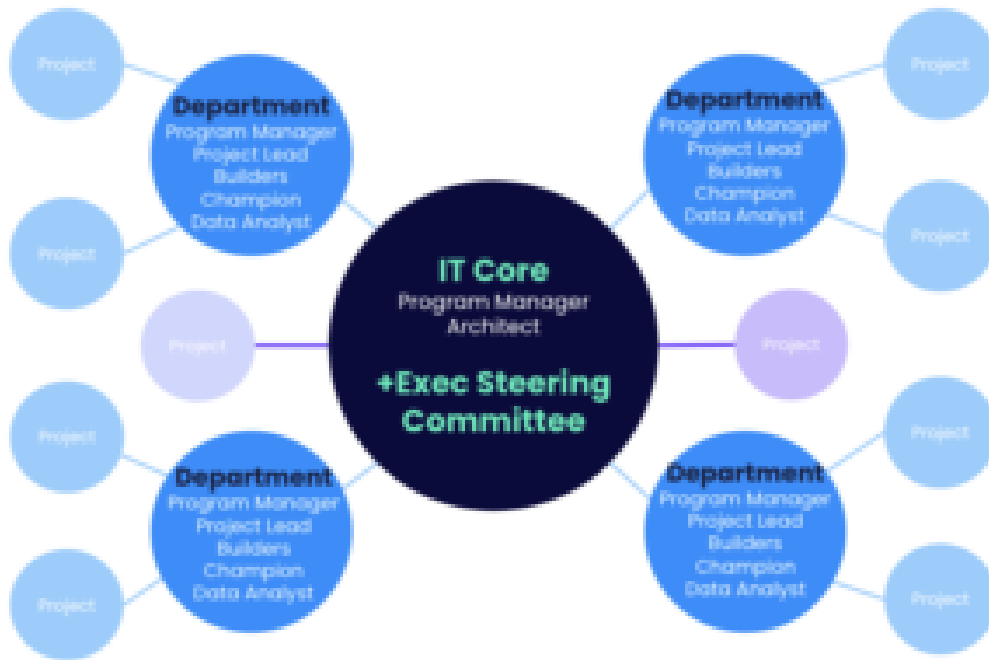 Project
Department
Program Manager
Project Lead
Builders
Champion
Data Analyst
Project
Project
Department
Program Manager
Project Lead
Builders
Champion
Data Analyst
Project
Project
IT Core
Program Manager
Architect
+Exec Steering
Committee
Project
Project
Department
Program Manager
Project Lead
Builders
Champion
Data Analyst
Project
Project
Department
Program Manager
Project Lead
Builders
Champion
Data Analyst
Project